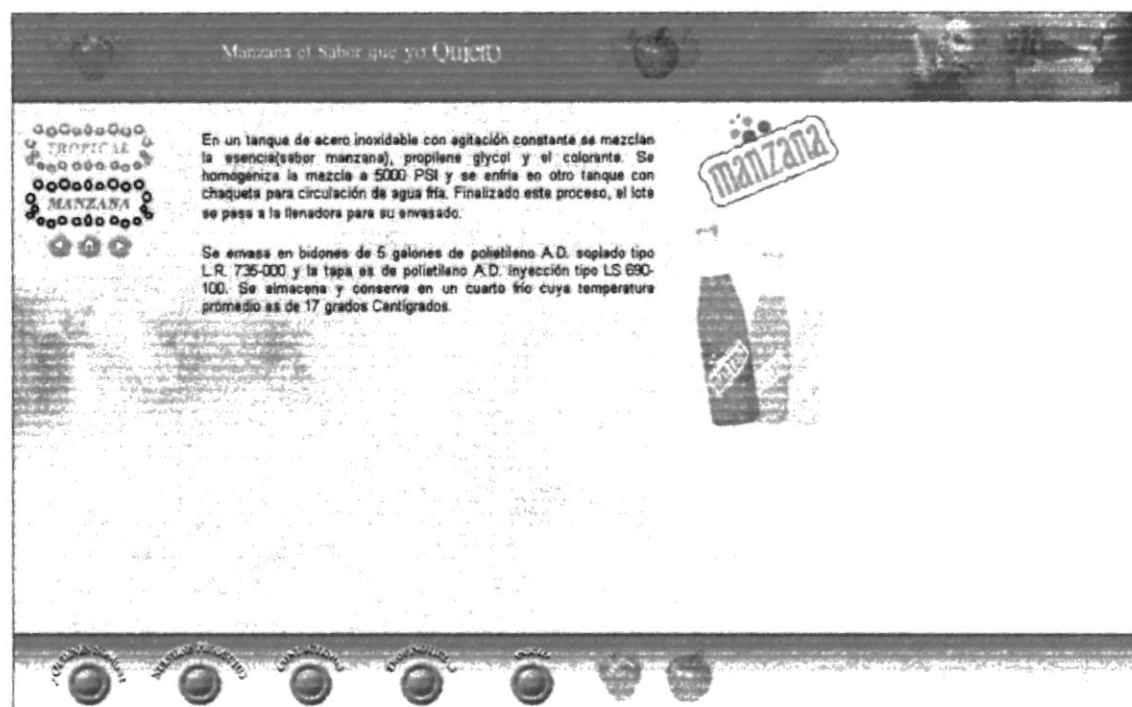 Manzana el Sabor que yo Quiero
TROPICAL
MANZANA
En un tanque de acero inoxidable con agitación constante se mezclan
la esencia(sabor manzana), propilene glycol y el colorante. Se
homogeniza la mezcla a 5000 PSI y se enfría en otro tanque con
chaqueta para circulación de agua fría. Finalizado este proceso, el lote
se pasa a la llenadora para su envasado.
Se envasa en bidones de 5 galones de polietileno A.D. soplado tipo
L.R. 735-000 y la tapa es de polietileno A.D. inyección tipo LS 690-
100. Se almacena y conserva en un cuarto frío cuya temperatura
promedio es de 17 grados Centígrados.
manzana